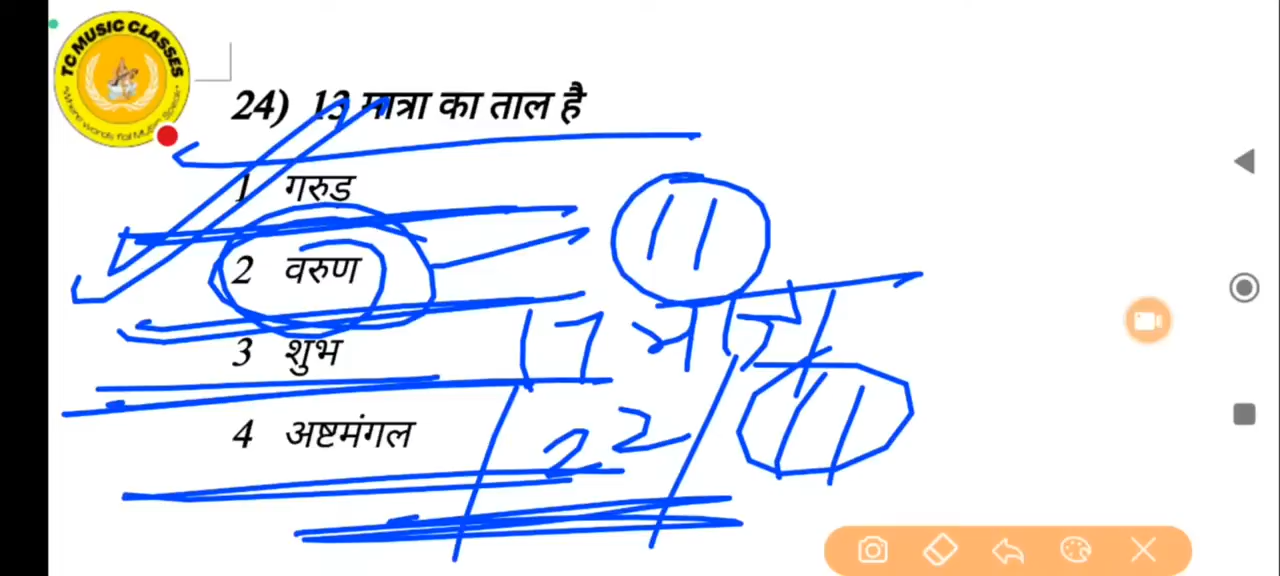 TC MUSIC CLASSES
24) 13 मात्रा का ताल है
1 गरुड
2 वरुण
11
3 शुभ
17
4 अष्टमंगल
22
11